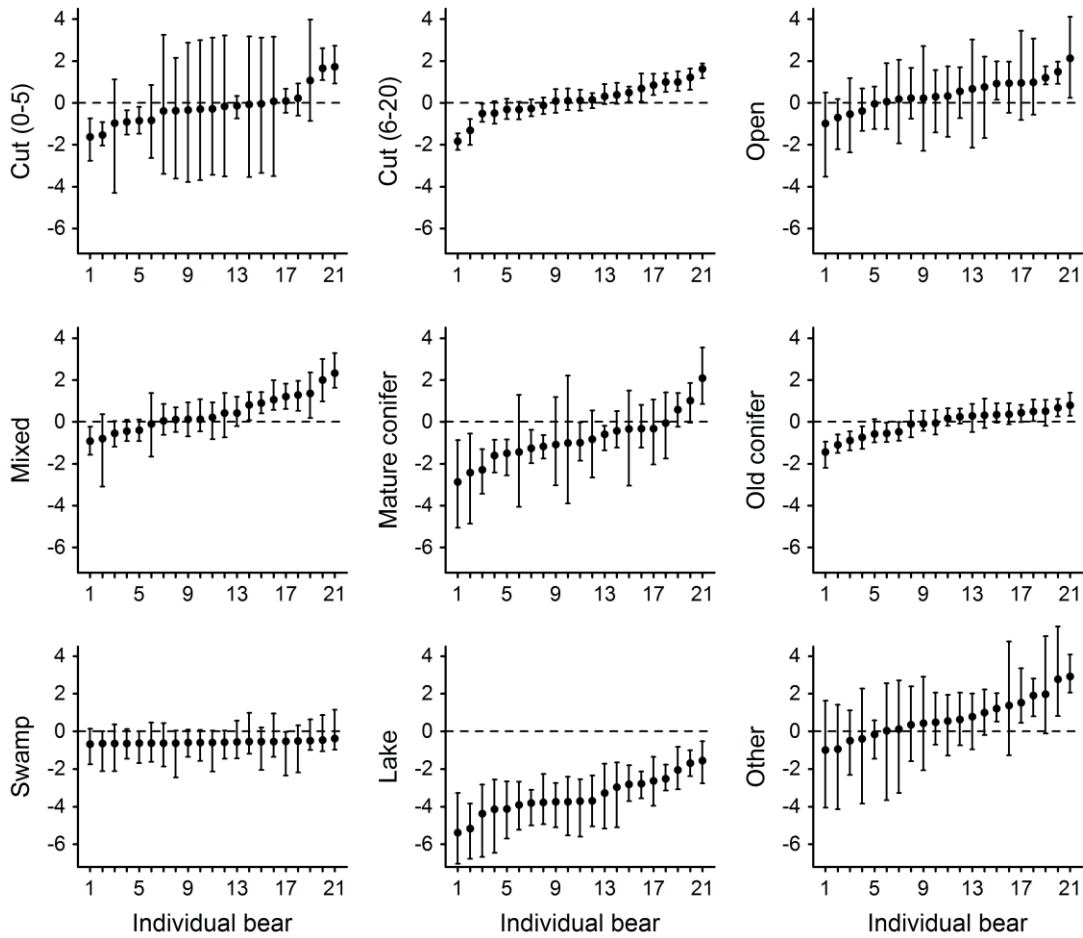 4
2
0
-2
-4
-6
Cut (0-5)
1 5 9 13 17 21
4
2
0
-2
-4
-6
Cut (6-20)
1 5 9 13 17 21
4
2
0
-2
-4
-6
Open
1 5 9 13 17 21
4
2
0
-2
-4
-6
Mixed
1 5 9 13 17 21
4
2
0
-2
-4
-6
Mature conifer
1 5 9 13 17 21
4
2
0
-2
-4
-6
Old conifer
1 5 9 13 17 21
4
2
0
-2
-4
-6
Swamp
1 5 9 13 17 21
Individual bear
4
2
0
-2
-4
-6
Lake
1 5 9 13 17 21
Individual bear
4
2
0
-2
-4
-6
Other
1 5 9 13 17 21
Individual bear